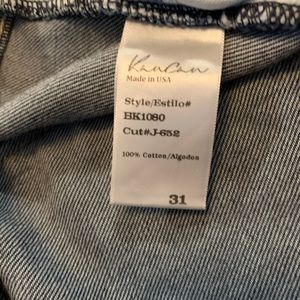 KanCan
Made in USA
Style/Estilo#
BK1080
Cut#J-652
100% Cotton/Algodon
31